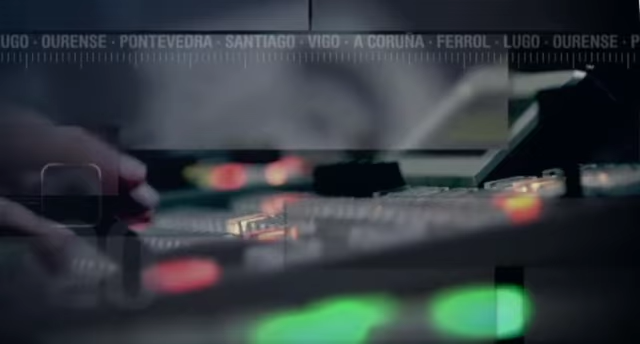 UGO · OURENSE · PONTEVEDRA · SANTIAGO · VIGO · A CORUÑA · FERROL · LUGO · OURENSE · P